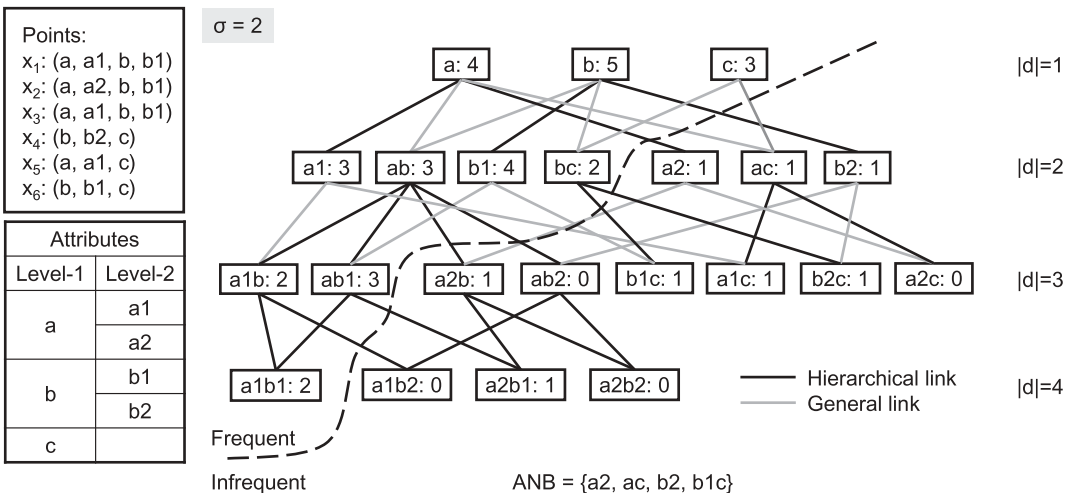 Points:
x₁: (a, a1, b, b1)
x₂: (a, a2, b, b1)
x₃: (a, a1, b, b1)
x₄: (b, b2, c)
x₅: (a, a1, c)
x₆: (b, b1, c)
Attributes
Level-1 Level-2
a a1
a2
b b1
b2
c
σ = 2
a: 4 b: 5 c: 3 |d|=1
a1: 3 ab: 3 b1: 4 bc: 2 a2: 1 ac: 1 b2: 1 |d|=2
a1b: 2 ab1: 3 a2b: 1 ab2: 0 b1c: 1 a1c: 1 b2c: 1 a2c: 0 |d|=3
a1b1: 2 a1b2: 0 a2b1: 1 a2b2: 0 |d|=4
Hierarchical link
General link
Frequent
Infrequent
ANB = {a2, ac, b2, b1c}